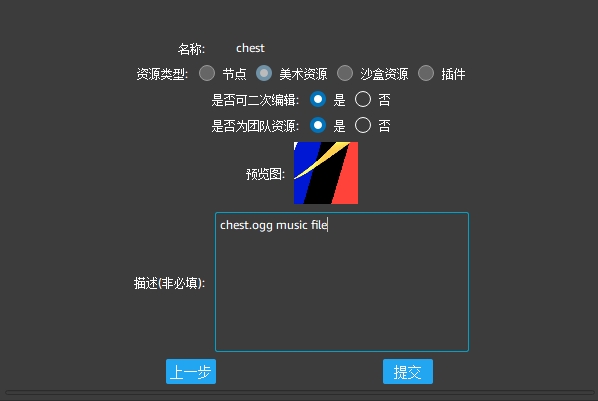 名称: chest
资源类型: 节点 美术资源 沙盒资源 插件
是否可二次编辑: 是 否
是否为团队资源: 是 否
预览图:
chest.ogg music file
描述(非必填):
上一步 提交